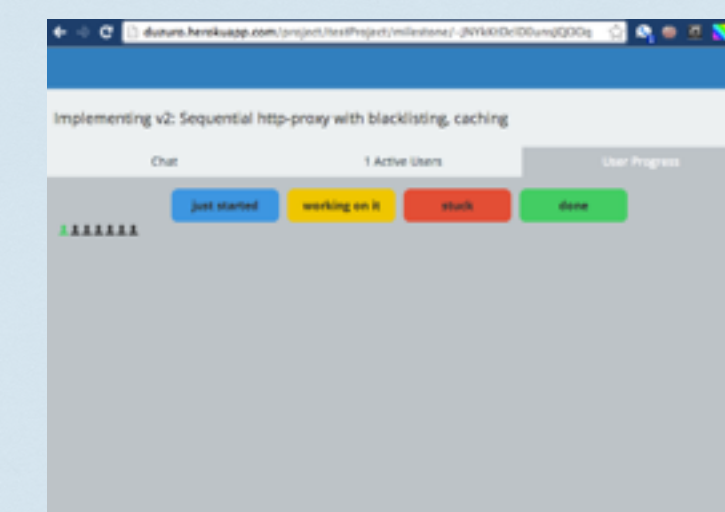 dururo.herokuapp.com/project/testProject/milestone/
Implementing v2: Sequential http-proxy with blacklisting, caching
Chat
1 Active Users
User Progress
just started
working on it
stuck
done